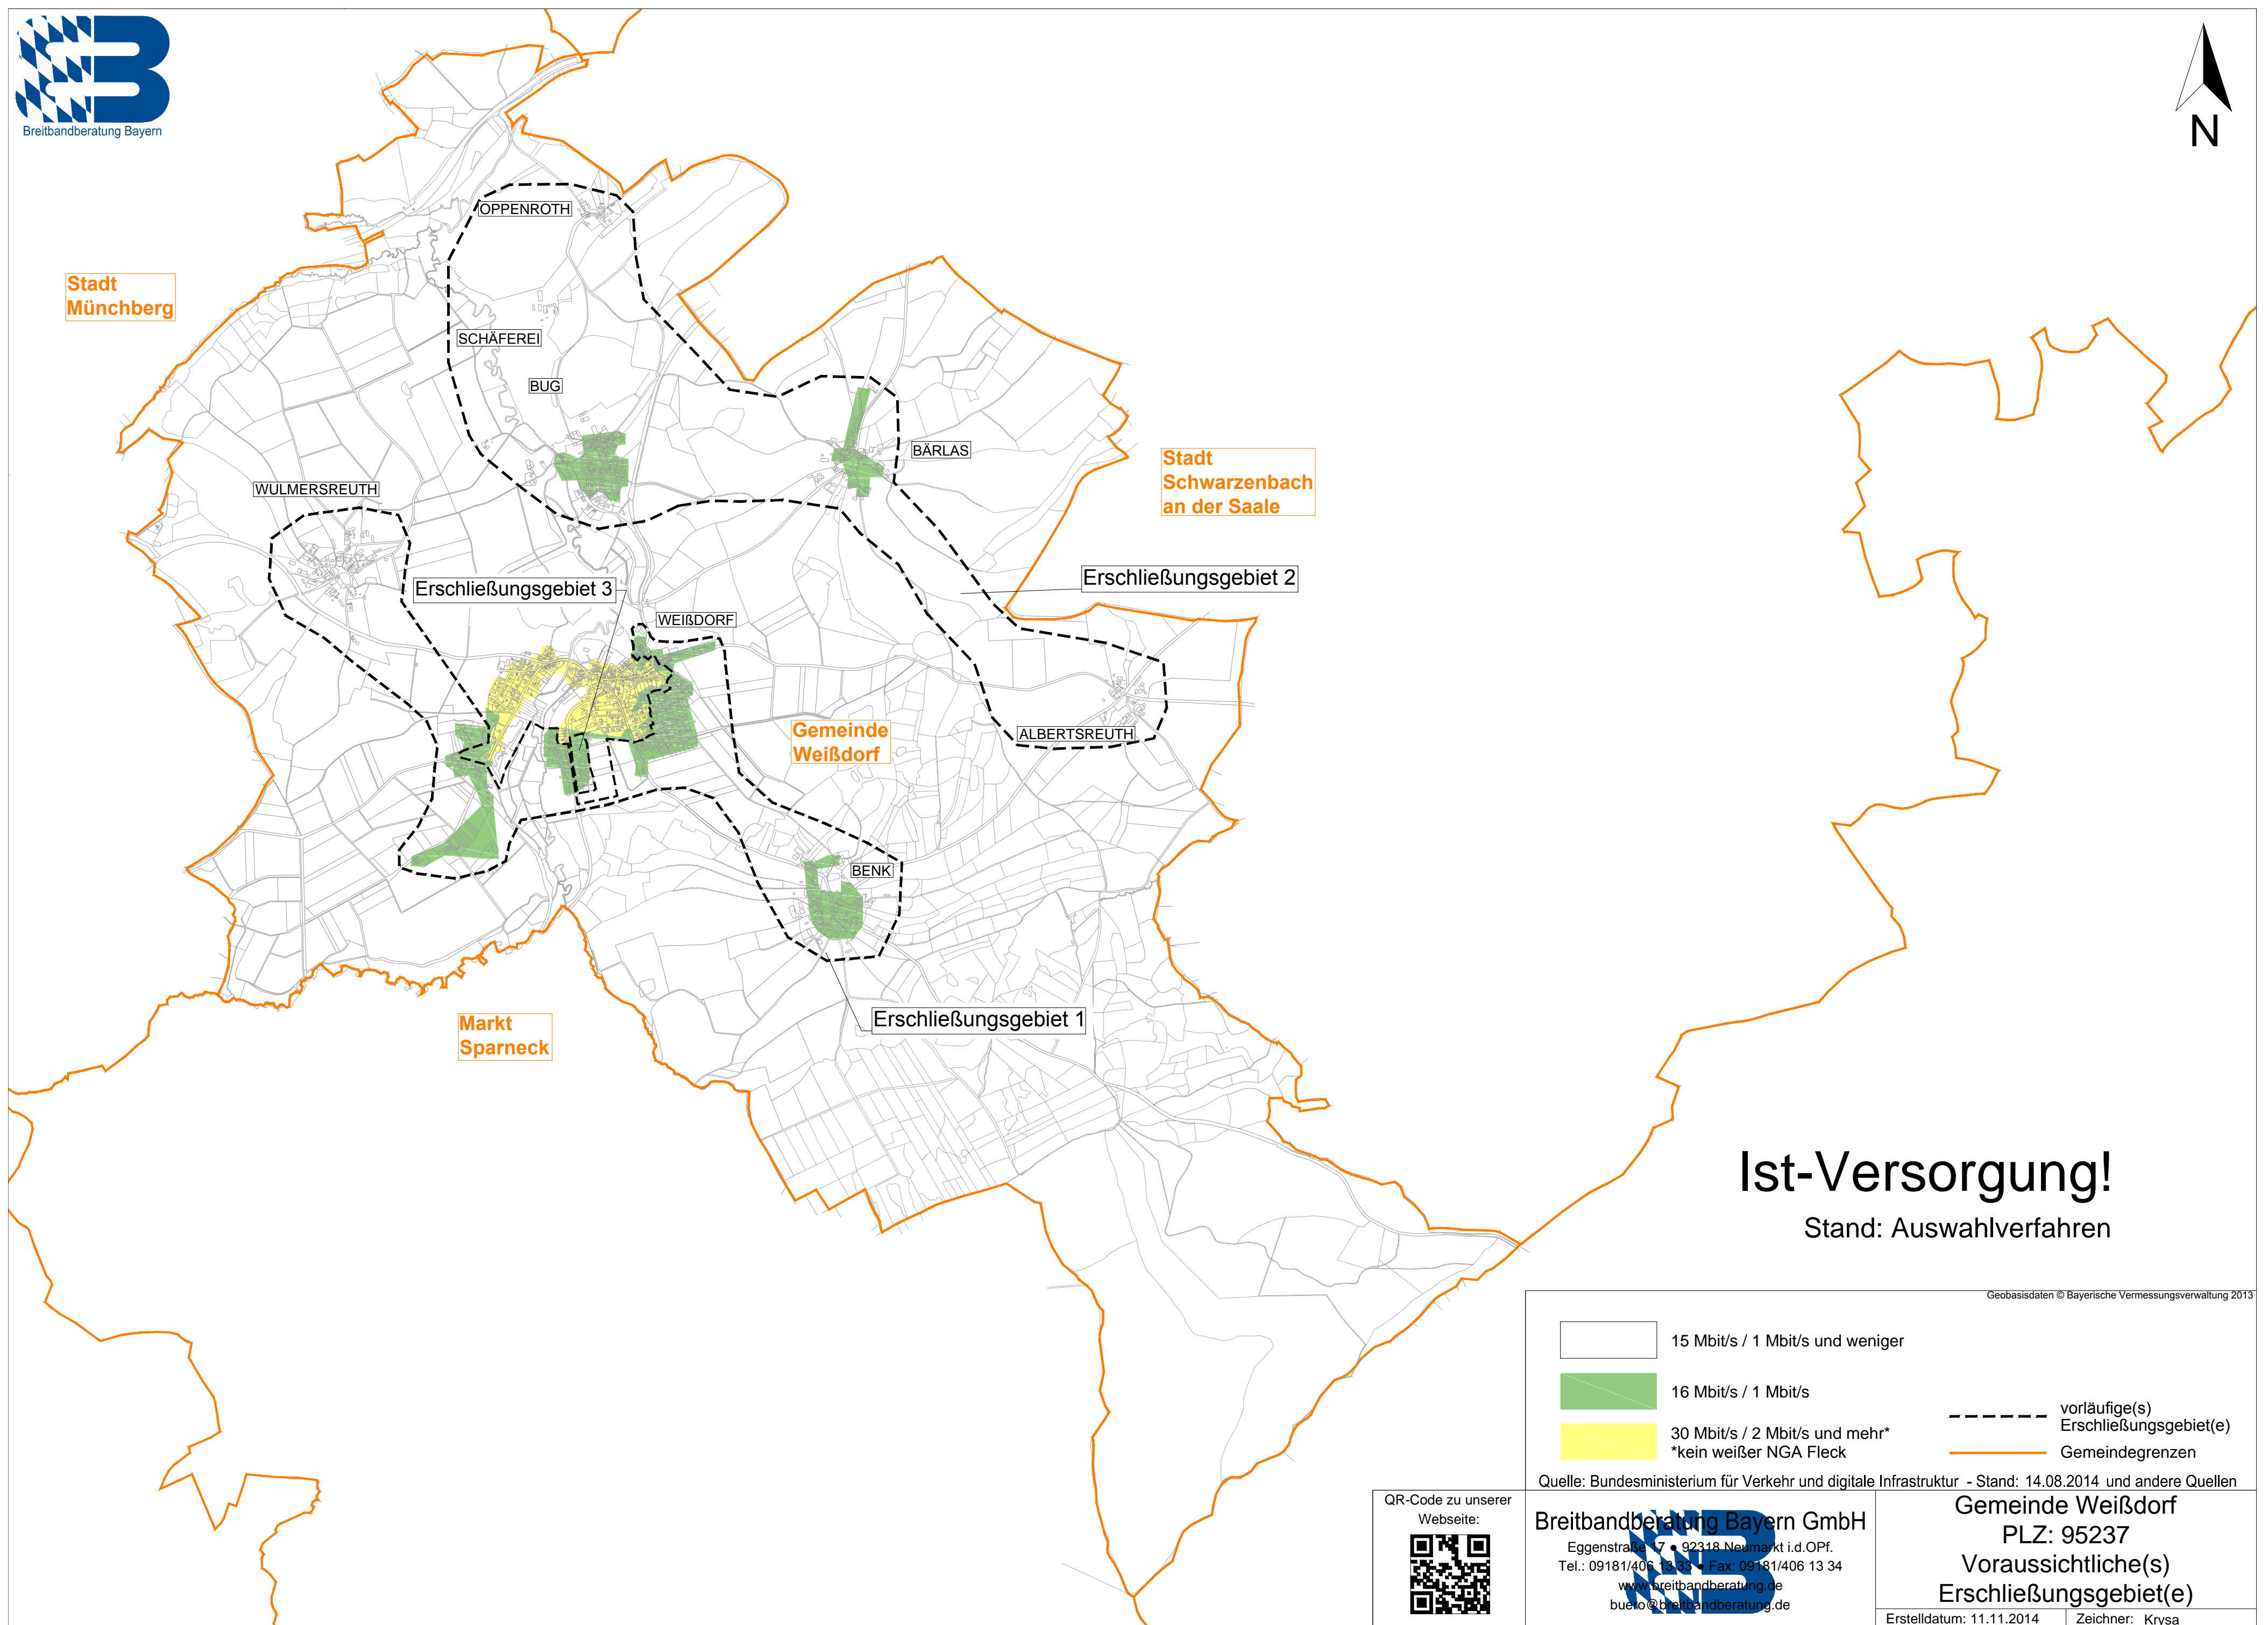 Breitbandberatung Bayern
N
OPPENROTH
Stadt
Münchberg
SCHÄFEREI
BUG
BÄRLAS
Stadt
Schwarzenbach
an der Saale
WULMERSREUTH
Erschließungsgebiet 3
Erschließungsgebiet 2
WEIßDORF
Gemeinde
Weißdorf
ALBERTSREUTH
BENK
Erschließungsgebiet 1
Markt
Sparneck
Ist-Versorgung!
Stand: Auswahlverfahren
Geobasisdaten © Bayerische Vermessungsverwaltung 2013
15 Mbit/s / 1 Mbit/s und weniger
16 Mbit/s / 1 Mbit/s
30 Mbit/s / 2 Mbit/s und mehr*
*kein weißer NGA Fleck
vorläufige(s)
Erschließungsgebiet(e)
Gemeindegrenzen
Quelle: Bundesministerium für Verkehr und digitale Infrastruktur - Stand: 14.08.2014 und andere Quellen
QR-Code zu unserer
Webseite:
Breitbandberatung Bayern GmbH
Eggenstraße 17 ● 92318 Neumarkt i.d.OPf.
Tel.: 09181/406 13 33 ● Fax: 09181/406 13 34
www.breitbandberatung.de
buero@breitbandberatung.de
Gemeinde Weißdorf
PLZ: 95237
Voraussichtliche(s)
Erschließungsgebiet(e)
Erstelldatum: 11.11.2014
Zeichner: Krysa